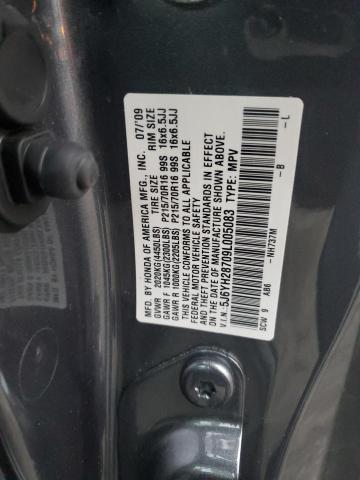 MFD. BY HONDA OF AMERICA MFG., INC. 07/'09
TIRE SIZE RIM SIZE
GVWR 2020KG(4450LBS)
GAWR F 1045KG(2300LBS) P215/70R16 99S 16x6.5JJ
GAWR R 1000KG(2205LBS) P215/70R16 99S 16x6.5JJ
THIS VEHICLE CONFORMS TO ALL APPLICABLE
FEDERAL MOTOR VEHICLE SAFETY AND
THEFT PREVENTION STANDARDS IN EFFECT
ON THE DATE OF MANUFACTURE SHOWN ABOVE.
V.I.N. 5J6YH28709L005083 TYPE: MPV
SCW 9 AB6 -NH737M -B -L